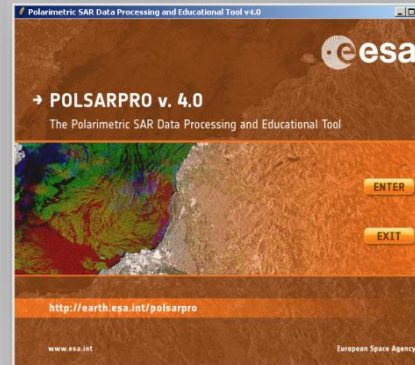 Polarimetric SAR Data Processing and Educational Tool v4.0
esa
→ POLSARPRO v. 4.0
The Polarimetric SAR Data Processing and Educational Tool
ENTER
EXIT
http://earth.esa.int/polsarpro
www.esa.int
European Space Agency